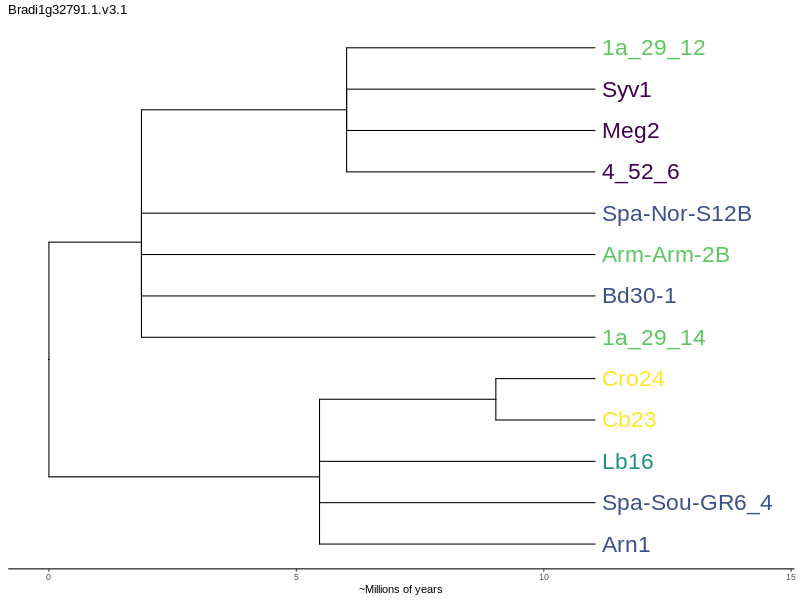 Bradi1g32791.1.v3.1
1a_29_12
Syv1
Meg2
4_52_6
Spa-Nor-S12B
Arm-Arm-2B
Bd30-1
1a_29_14
Cro24
Cb23
Lb16
Spa-Sou-GR6_4
Arn1
0 5 10 15
~Millions of years